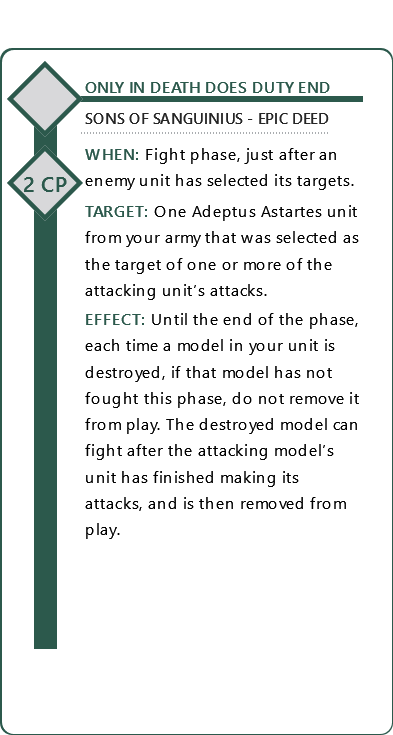 ONLY IN DEATH DOES DUTY END
SONS OF SANGUINIUS - EPIC DEED
2 CP
WHEN: Fight phase, just after an
enemy unit has selected its targets.
TARGET: One Adeptus Astartes unit
from your army that was selected as
the target of one or more of the
attacking unit's attacks.
EFFECT: Until the end of the phase,
each time a model in your unit is
destroyed, if that model has not
fought this phase, do not remove it
from play. The destroyed model can
fight after the attacking model's
unit has finished making its
attacks, and is then removed from
play.